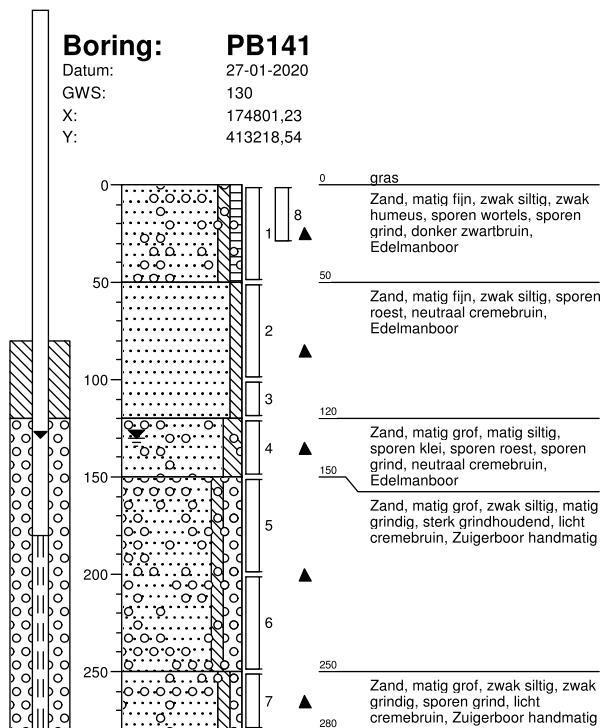 Boring: PB141
Datum: 27-01-2020
GWS: 130
X: 174801,23
Y: 413218,54
0 gras
0
Zand, matig fijn, zwak siltig, zwak
humeus, sporen wortels, sporen
grind, donker zwartbruin,
Edelmanboor
8
1
50
50
Zand, matig fijn, zwak siltig, sporen
roest, neutraal cremebruin,
Edelmanboor
2
100
3
120
Zand, matig grof, matig siltig,
sporen klei, sporen roest, sporen
grind, neutraal cremebruin,
Edelmanboor
4
150
150
Zand, matig grof, zwak siltig, matig
grindig, sterk grindhoudend, licht
cremebruin, Zuigerboor handmatig
5
200
6
250
250
Zand, matig grof, zwak siltig, zwak
grindig, sporen grind, licht
cremebruin, Zuigerboor handmatig
7
280